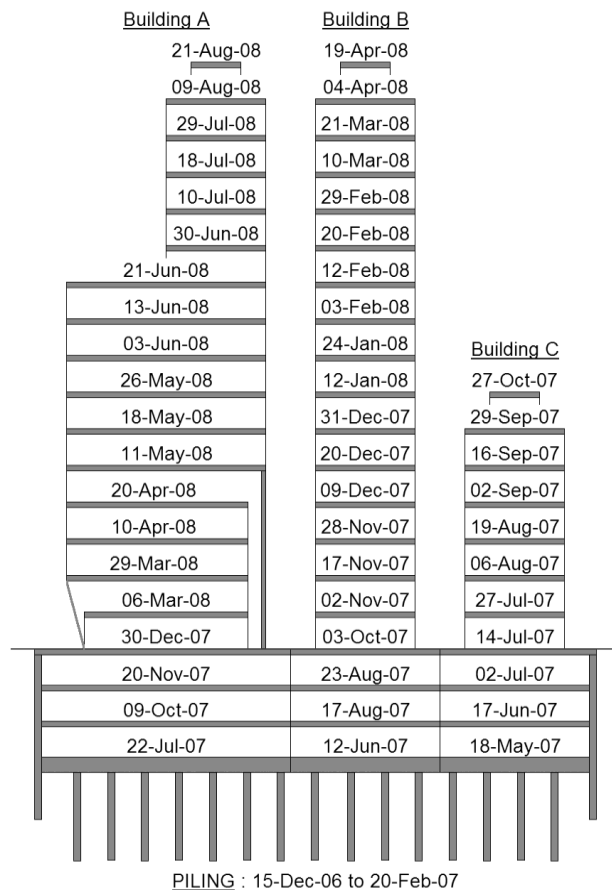 Building A
21-Aug-08
09-Aug-08
29-Jul-08
18-Jul-08
10-Jul-08
30-Jun-08
21-Jun-08
13-Jun-08
03-Jun-08
26-May-08
18-May-08
11-May-08
20-Apr-08
10-Apr-08
29-Mar-08
06-Mar-08
30-Dec-07
20-Nov-07
09-Oct-07
22-Jul-07
Building B
19-Apr-08
04-Apr-08
21-Mar-08
10-Mar-08
29-Feb-08
20-Feb-08
12-Feb-08
03-Feb-08
24-Jan-08
12-Jan-08
31-Dec-07
20-Dec-07
09-Dec-07
28-Nov-07
17-Nov-07
02-Nov-07
03-Oct-07
23-Aug-07
17-Aug-07
12-Jun-07
Building C
27-Oct-07
29-Sep-07
16-Sep-07
02-Sep-07
19-Aug-07
06-Aug-07
27-Jul-07
14-Jul-07
02-Jul-07
17-Jun-07
18-May-07
PILING : 15-Dec-06 to 20-Feb-07